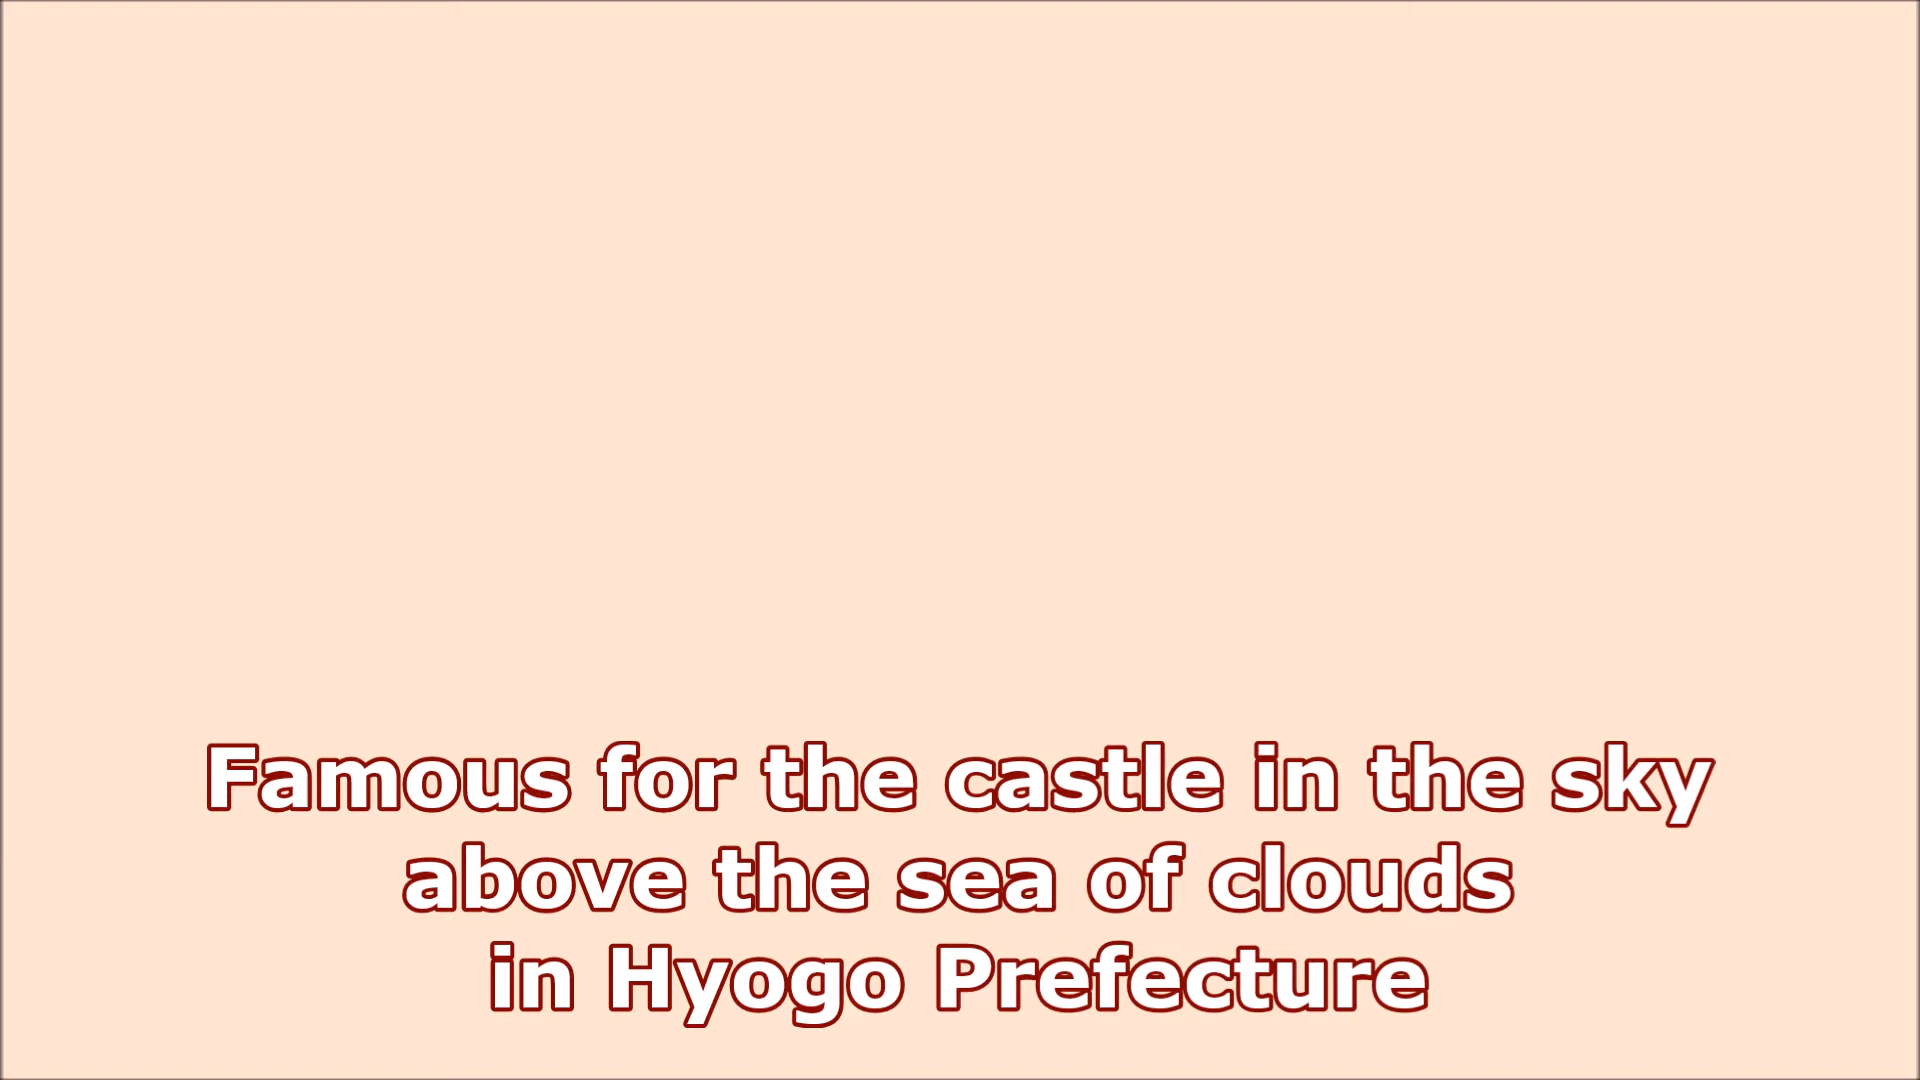 Famous for the castle in the sky
above the sea of clouds
in Hyogo Prefecture